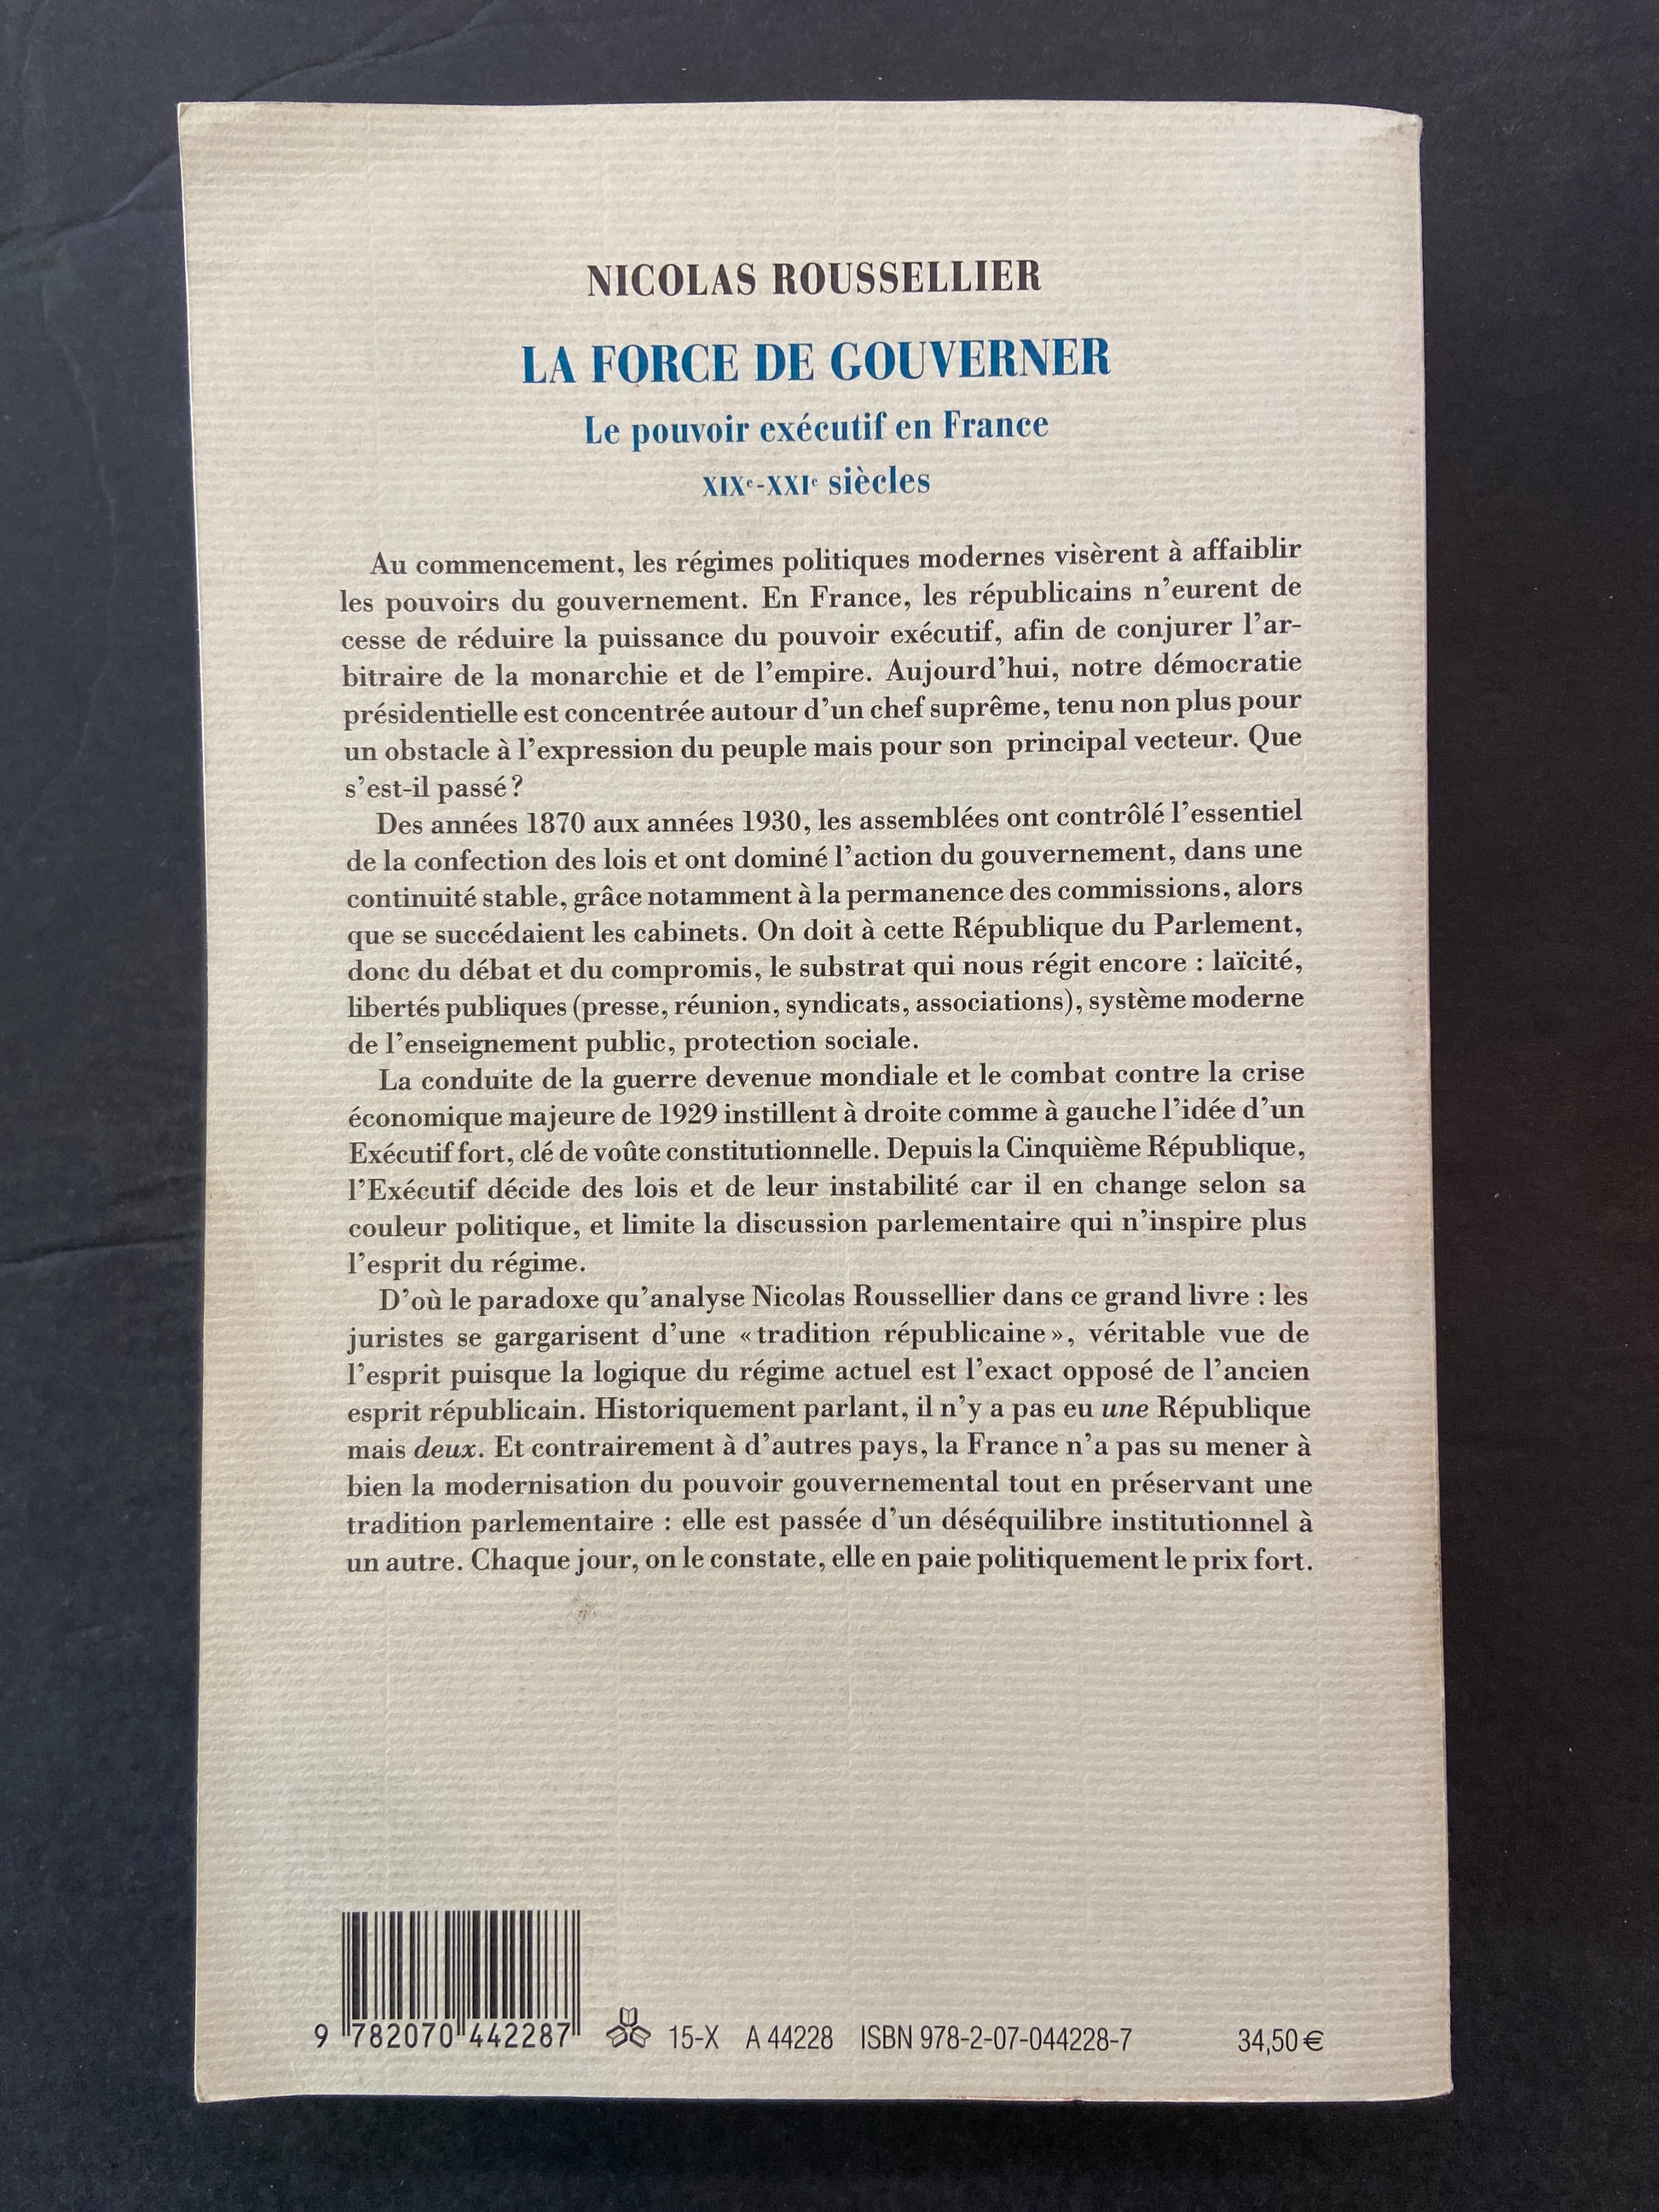 NICOLAS ROUSSELLIER
LA FORCE DE GOUVERNER
Le pouvoir exécutif en France
XIXᵉ-XXIᵉ siècles
Au commencement, les régimes politiques modernes visèrent à affaiblir
les pouvoirs du gouvernement. En France, les républicains n'eurent de
cesse de réduire la puissance du pouvoir exécutif, afin de conjurer l'ar-
bitraire de la monarchie et de l'empire. Aujourd'hui, notre démocratie
présidentielle est concentrée autour d'un chef suprême, tenu non plus pour
un obstacle à l'expression du peuple mais pour son principal vecteur. Que
s'est-il passé ?
Des années 1870 aux années 1930, les assemblées ont contrôlé l'essentiel
de la confection des lois et ont dominé l'action du gouvernement, dans une
continuité stable, grâce notamment à la permanence des commissions, alors
que se succédaient les cabinets. On doit à cette République du Parlement,
donc du débat et du compromis, le substrat qui nous régit encore : laïcité,
libertés publiques (presse, réunion, syndicats, associations), système moderne
de l'enseignement public, protection sociale.
La conduite de la guerre devenue mondiale et le combat contre la crise
économique majeure de 1929 instillent à droite comme à gauche l'idée d'un
Exécutif fort, clé de voûte constitutionnelle. Depuis la Cinquième République,
l'Exécutif décide des lois et de leur instabilité car il en change selon sa
couleur politique, et limite la discussion parlementaire qui n'inspire plus
l'esprit du régime.
D'où le paradoxe qu'analyse Nicolas Roussellier dans ce grand livre : les
juristes se gargarisent d'une « tradition républicaine », véritable vue de
l'esprit puisque la logique du régime actuel est l'exact opposé de l'ancien
esprit républicain. Historiquement parlant, il n'y a pas eu une République
mais deux. Et contrairement à d'autres pays, la France n'a pas su mener à
bien la modernisation du pouvoir gouvernemental tout en préservant une
tradition parlementaire : elle est passée d'un déséquilibre institutionnel à
un autre. Chaque jour, on le constate, elle en paie politiquement le prix fort.
9 782070 442287 15-X A 44228 ISBN 978-2-07-044228-7 34,50 €